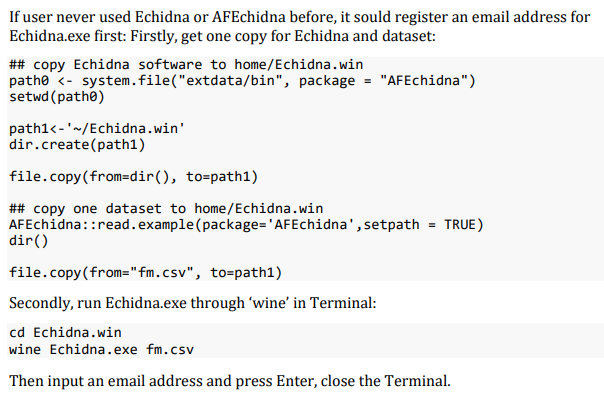 If user never used Echidna or AFEchidna before, it sould register an email address for
Echidna.exe first: Firstly, get one copy for Echidna and dataset:
## copy Echidna software to home/Echidna.win
path0 <- system.file("extdata/bin", package = "AFEchidna")
setwd(path0)
path1<-'~/Echidna.win'
dir.create(path1)
file.copy(from=dir(), to=path1)
## copy one dataset to home/Echidna.win
AFEchidna::read.example(package='AFEchidna',setpath = TRUE)
dir()
file.copy(from="fm.csv", to=path1)
Secondly, run Echidna.exe through ‘wine’ in Terminal:
cd Echidna.win
wine Echidna.exe fm.csv
Then input an email address and press Enter, close the Terminal.